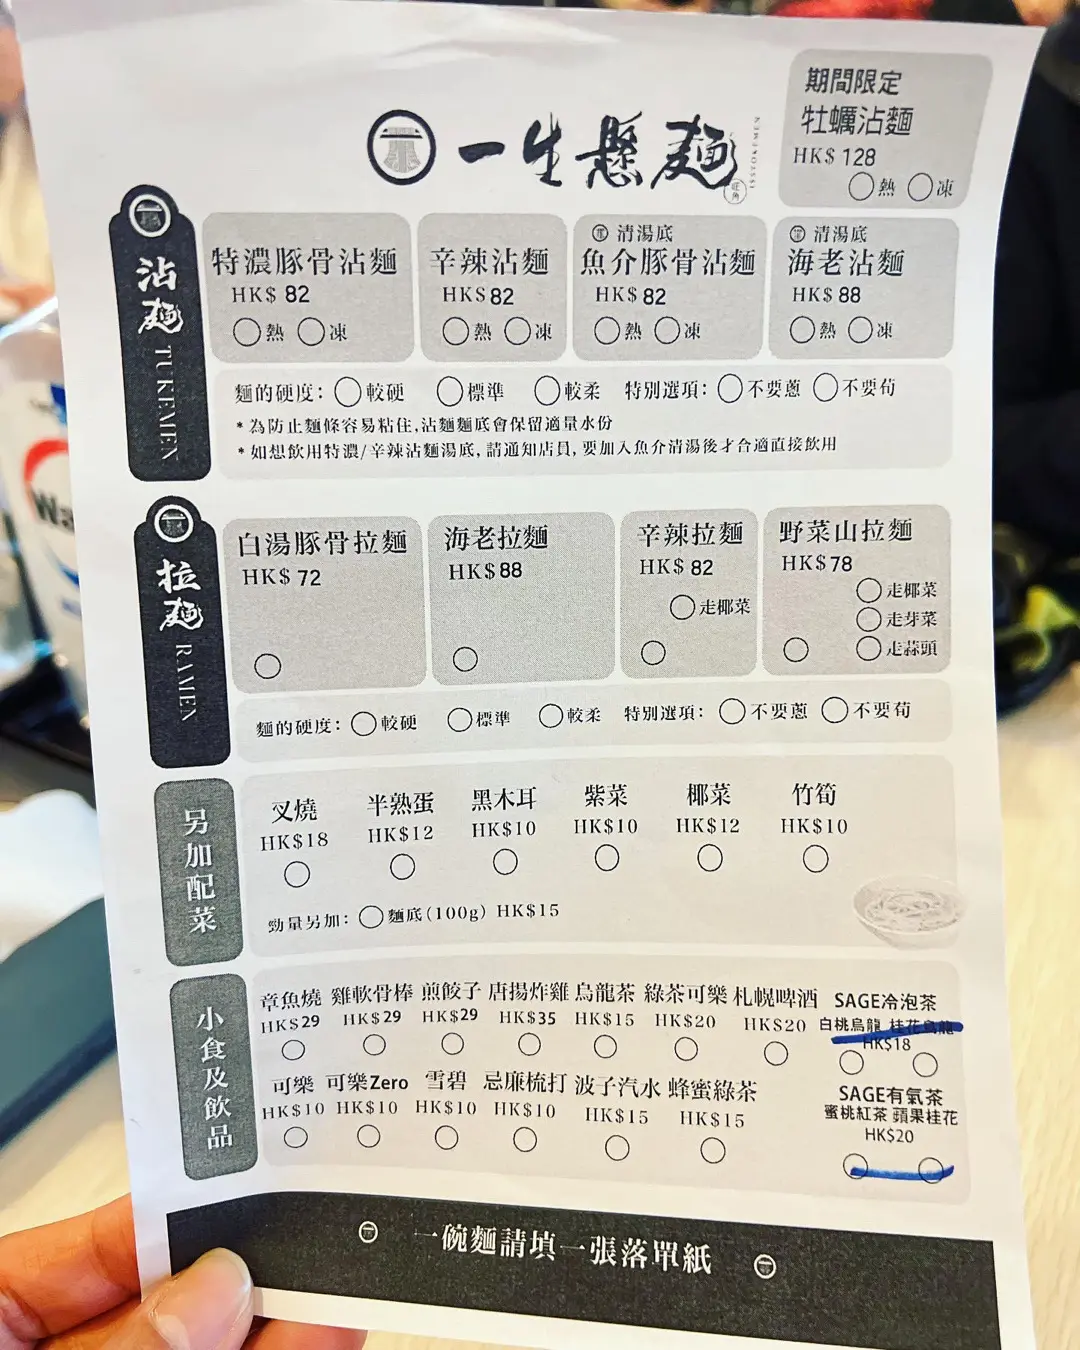 期間限定
牡蠣沾麵
HK$ 128
熱 凍
一生懸麵
旺角
沾麵 TUKEMEN
特濃豚骨沾麵
HK$ 82
熱 凍
辛辣沾麵
HK$ 82
熱 凍
清湯底
魚介豚骨沾麵
HK$ 82
熱 凍
清湯底
海老沾麵
HK$ 88
熱 凍
麵的硬度: 較硬 標準 較柔 特別選項: 不要蔥 不要荀
* 為防止麵條容易粘住,沾麵麵底會保留適量水份
* 如想飲用特濃/辛辣沾麵湯底, 請通知店員, 要加入魚介清湯後才合適直接飲用
拉麵 RAMEN
白湯豚骨拉麵
HK$ 72
海老拉麵
HK$ 88
辛辣拉麵
HK$ 82
走椰菜
野菜山拉麵
HK$ 78
走椰菜
走芽菜
走蒜頭
麵的硬度: 較硬 標準 較柔 特別選項: 不要蔥 不要荀
另加配菜
叉燒 半熟蛋 黑木耳 紫菜 椰菜 竹筍
HK$18 HK$12 HK$10 HK$10 HK$12 HK$10
勁量另加: 麵底(100g) HK$15
小食及飲品
章魚燒 雞軟骨棒 煎餃子 唐揚炸雞 烏龍茶 綠茶可樂 札幌啤酒
HK$29 HK$29 HK$29 HK$35 HK$15 HK$20 HK$20
SAGE冷泡茶
白桃烏龍 桂花烏龍
HK$18
可樂 可樂Zero 雪碧 忌廉梳打 波子汽水 蜂蜜綠茶
HK$10 HK$10 HK$10 HK$10 HK$15 HK$15
SAGE有氣茶
蜜桃紅茶 蘋果桂花
HK$20
一碗麵請填一張落單紙